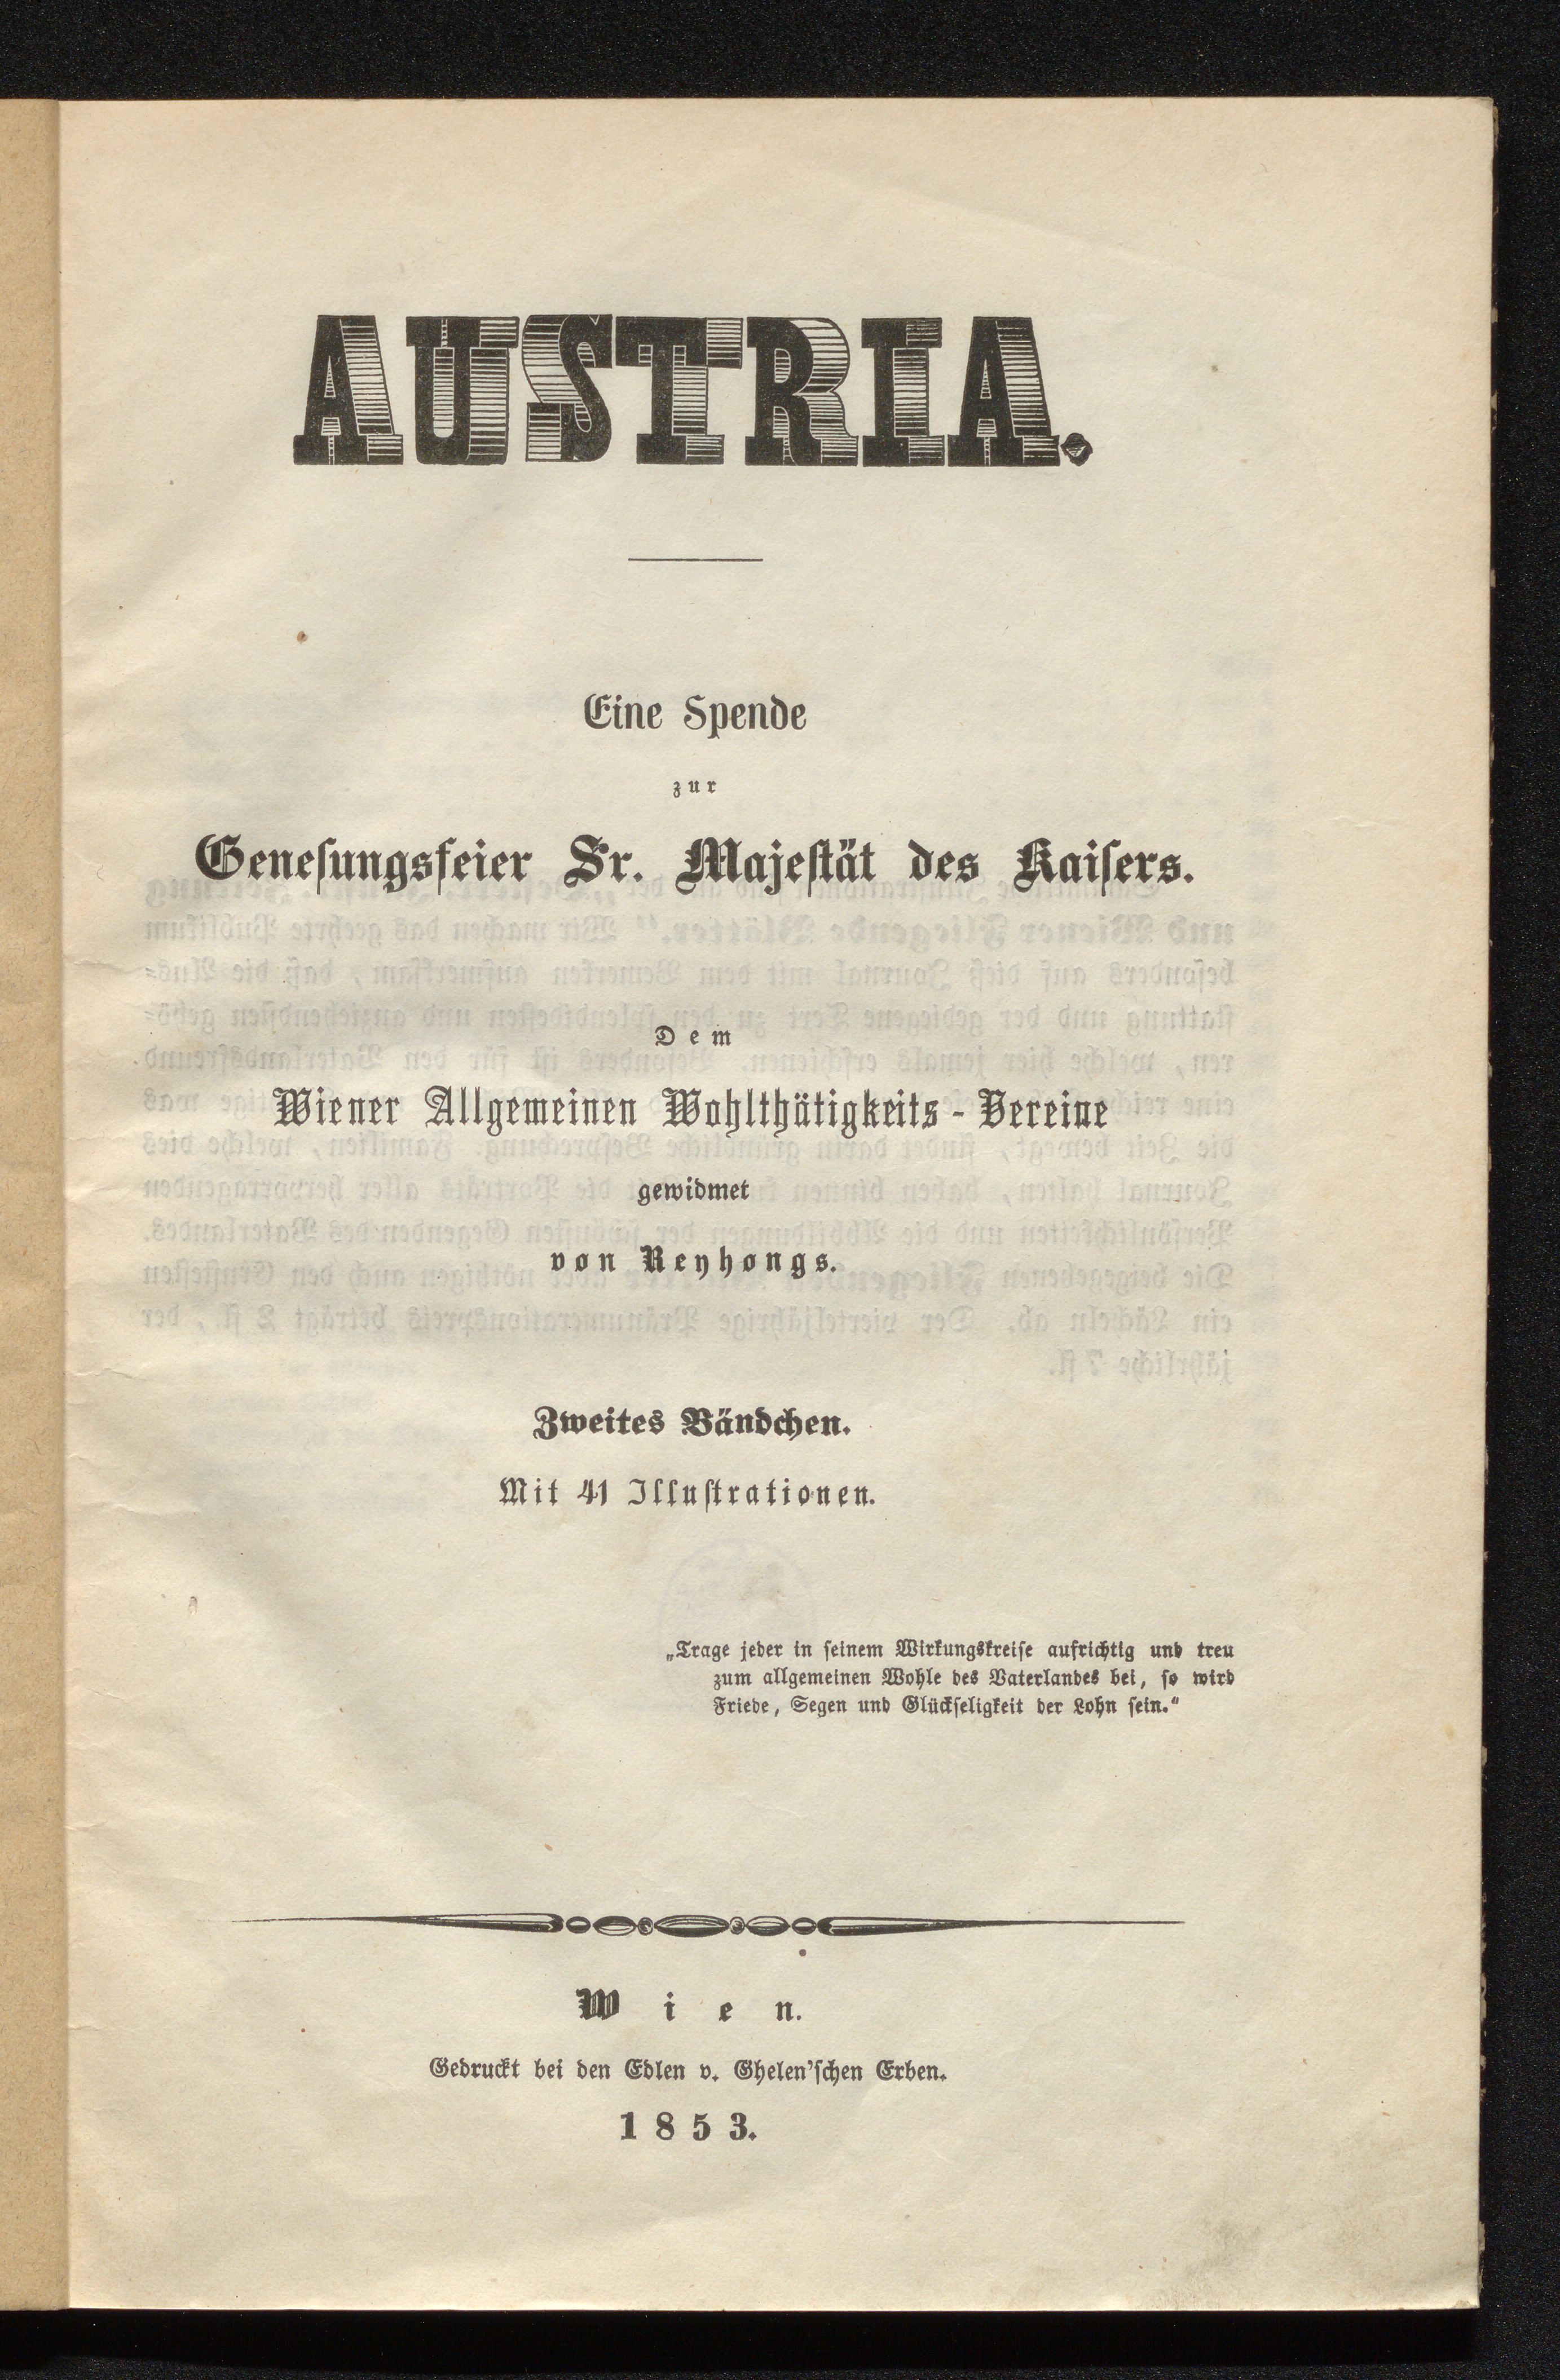 AUSTRIA.
Eine Spende
zur
Geneſungsfeier Sr. Majeſtät des Kaiſers.
Dem
Wiener Allgemeinen Wohlthätigkeits-Vereine
gewidmet
von Reyhongs.
Zweites Bändchen.
Mit 41 Illuſtrationen.
„Trage jeder in ſeinem Wirkungskreiſe aufrichtig und treu
zum allgemeinen Wohle des Vaterlandes bei, ſo wird
Friede, Segen und Glückſeligkeit der Lohn ſein.“
Wien.
Gedruckt bei den Edlen v. Ghelen'ſchen Erben.
1853.